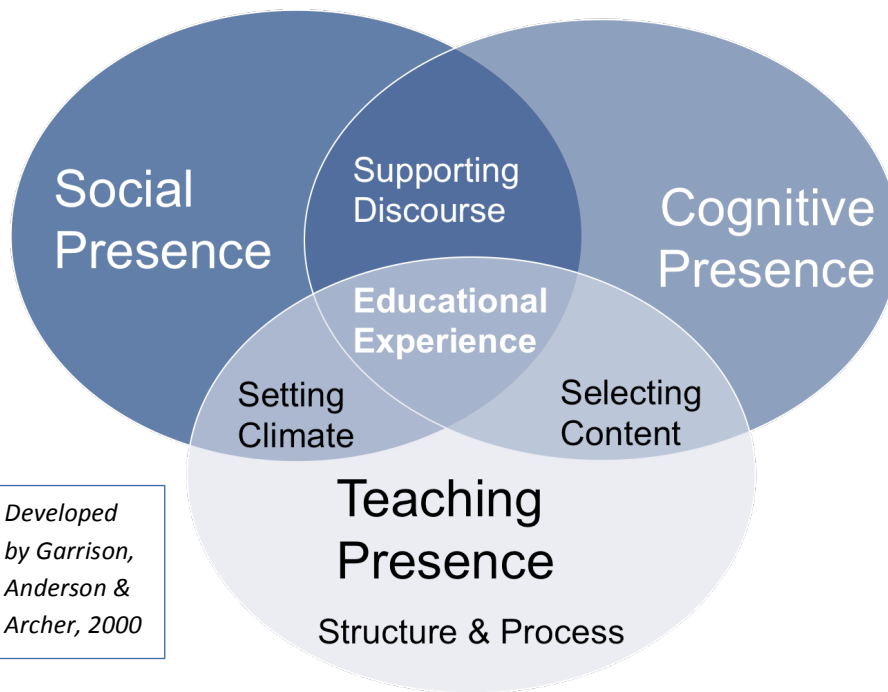 Social
Presence
Supporting
Discourse
Cognitive
Presence
Educational
Experience
Setting
Climate
Selecting
Content
Teaching
Presence
Structure & Process
Developed
by Garrison,
Anderson &
Archer, 2000